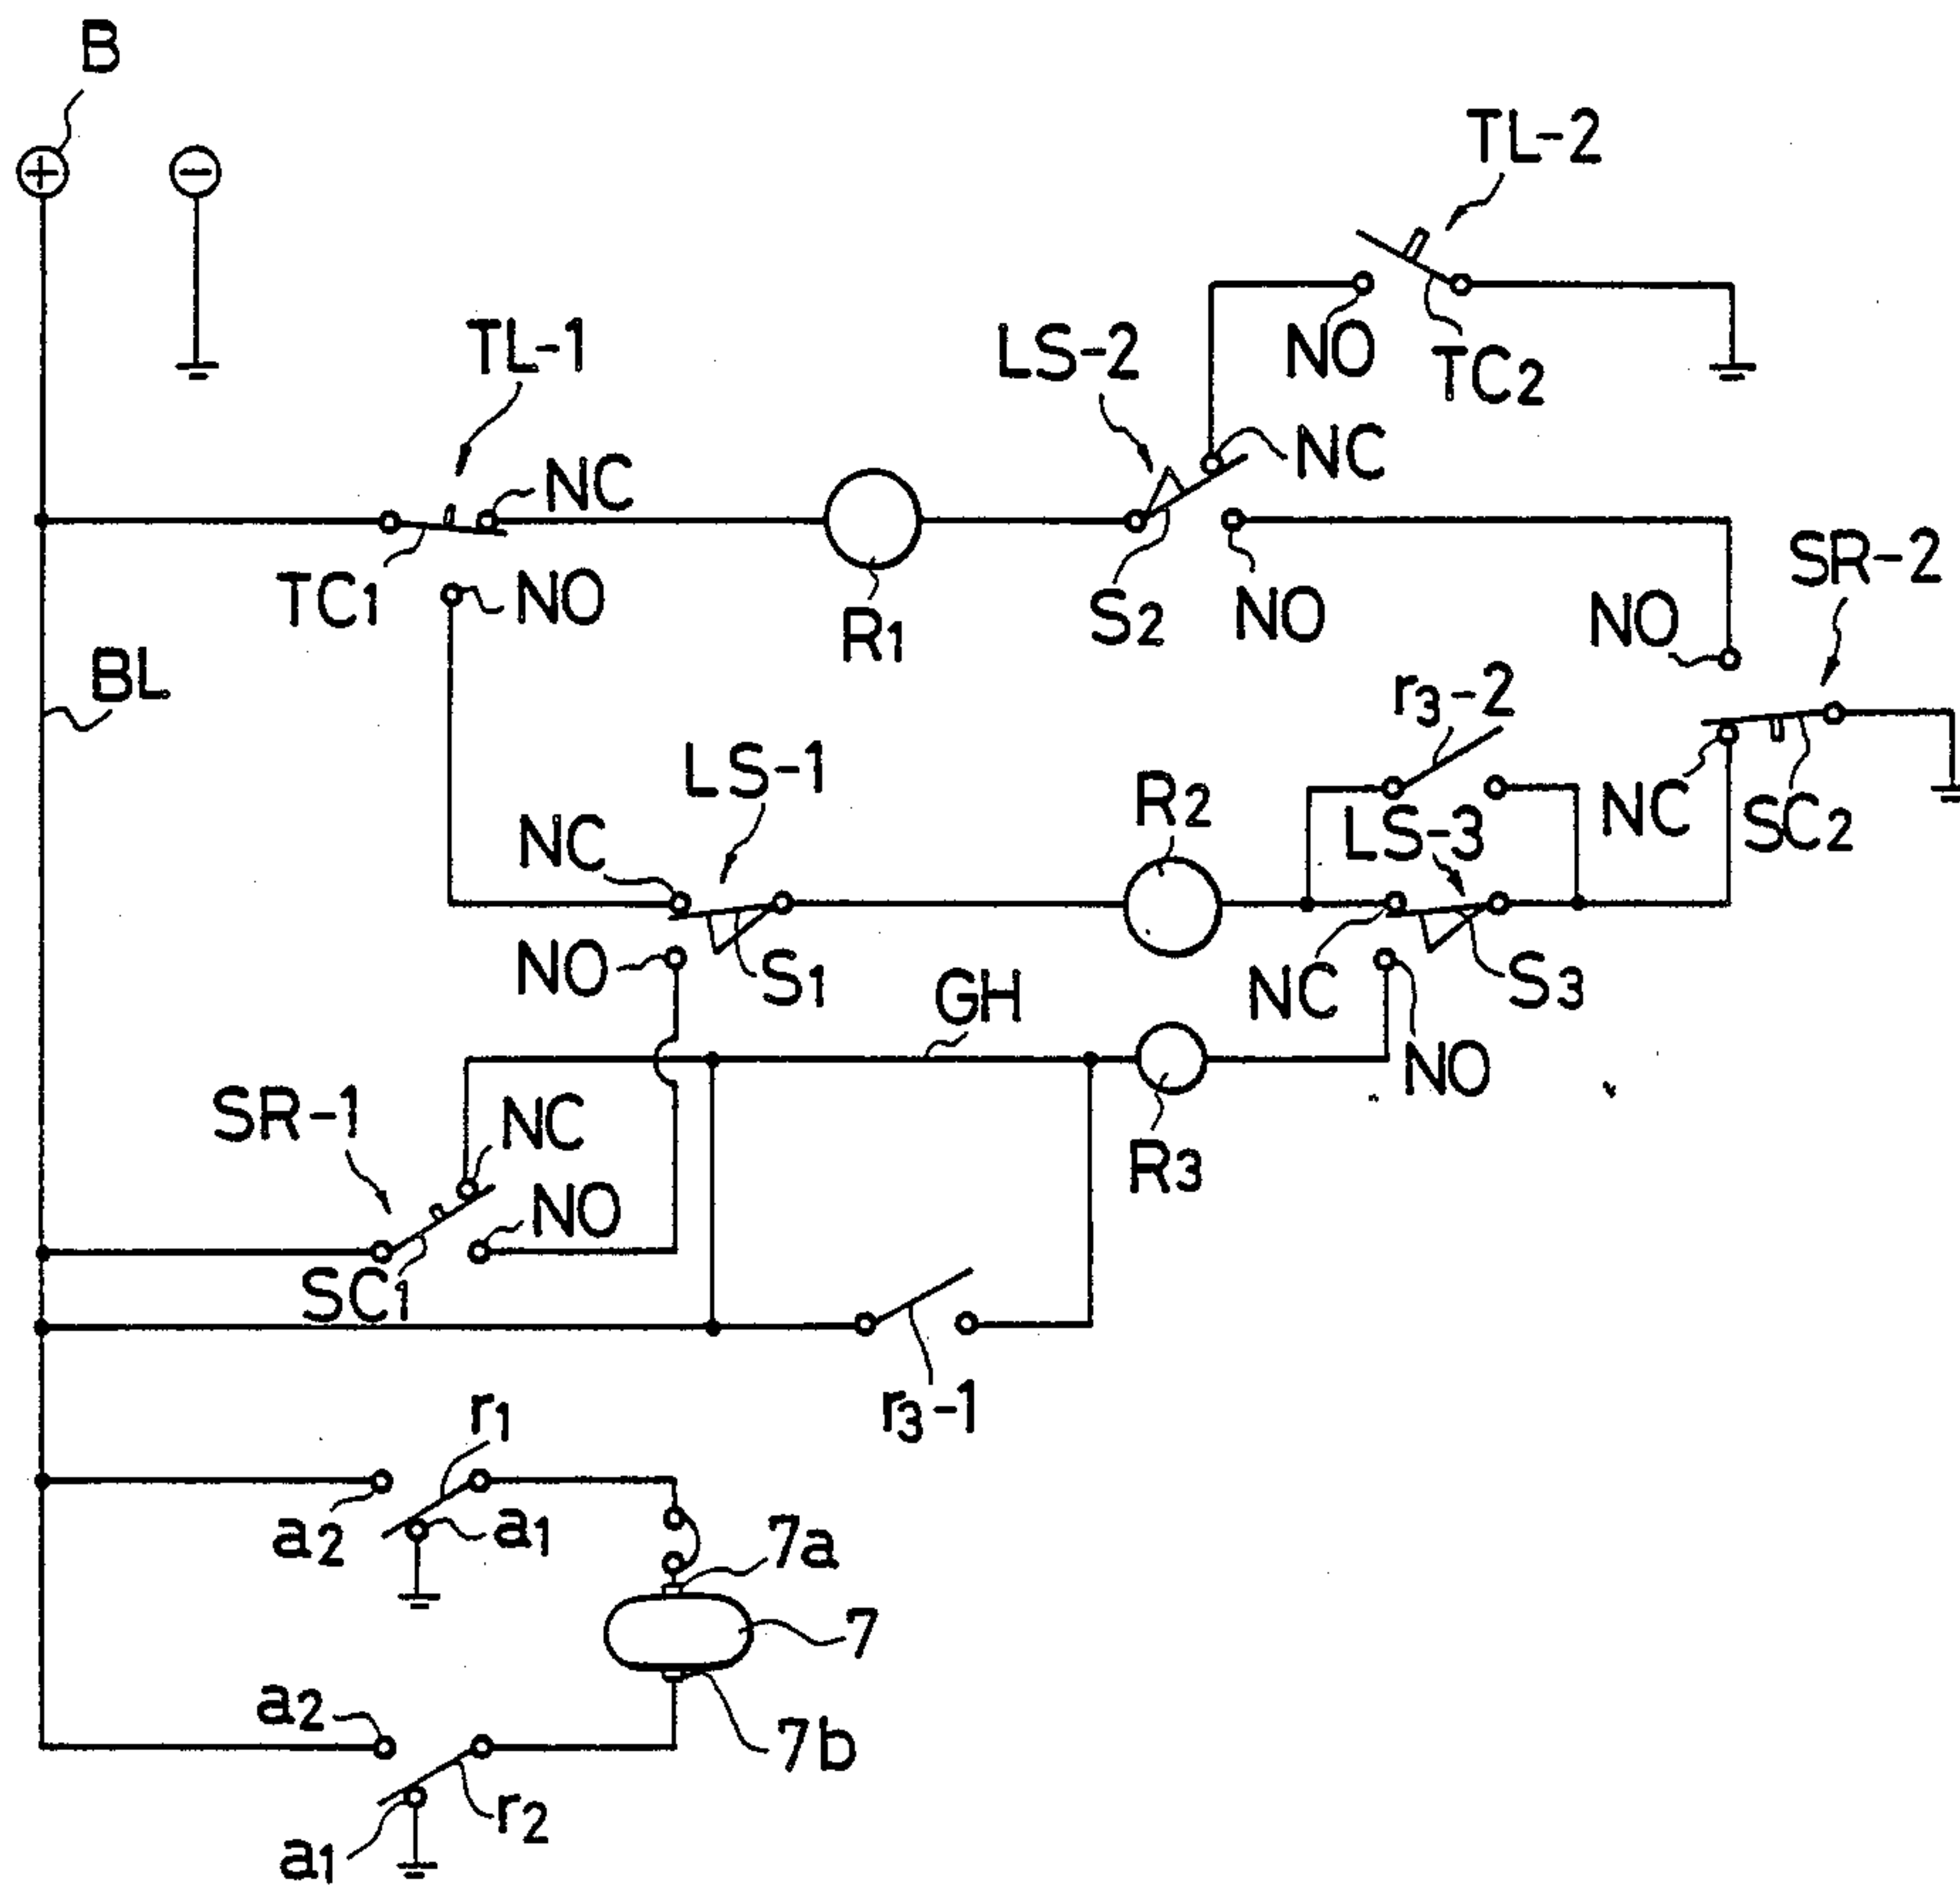 B
+
−
TL-2
NO
TC2
TL-1
LS-2
NC
NC
TC1
NO
R1
S2
NO
NO
SR-2
BL
r3-2
LS-1
R2
NC
LS-3
NC
SC2
NO
S1
GH
NC
S3
NO
SR-1
NC
NO
R3
SC1
r3-1
r1
a2
a1
7a
7
a2
7b
r2
a1